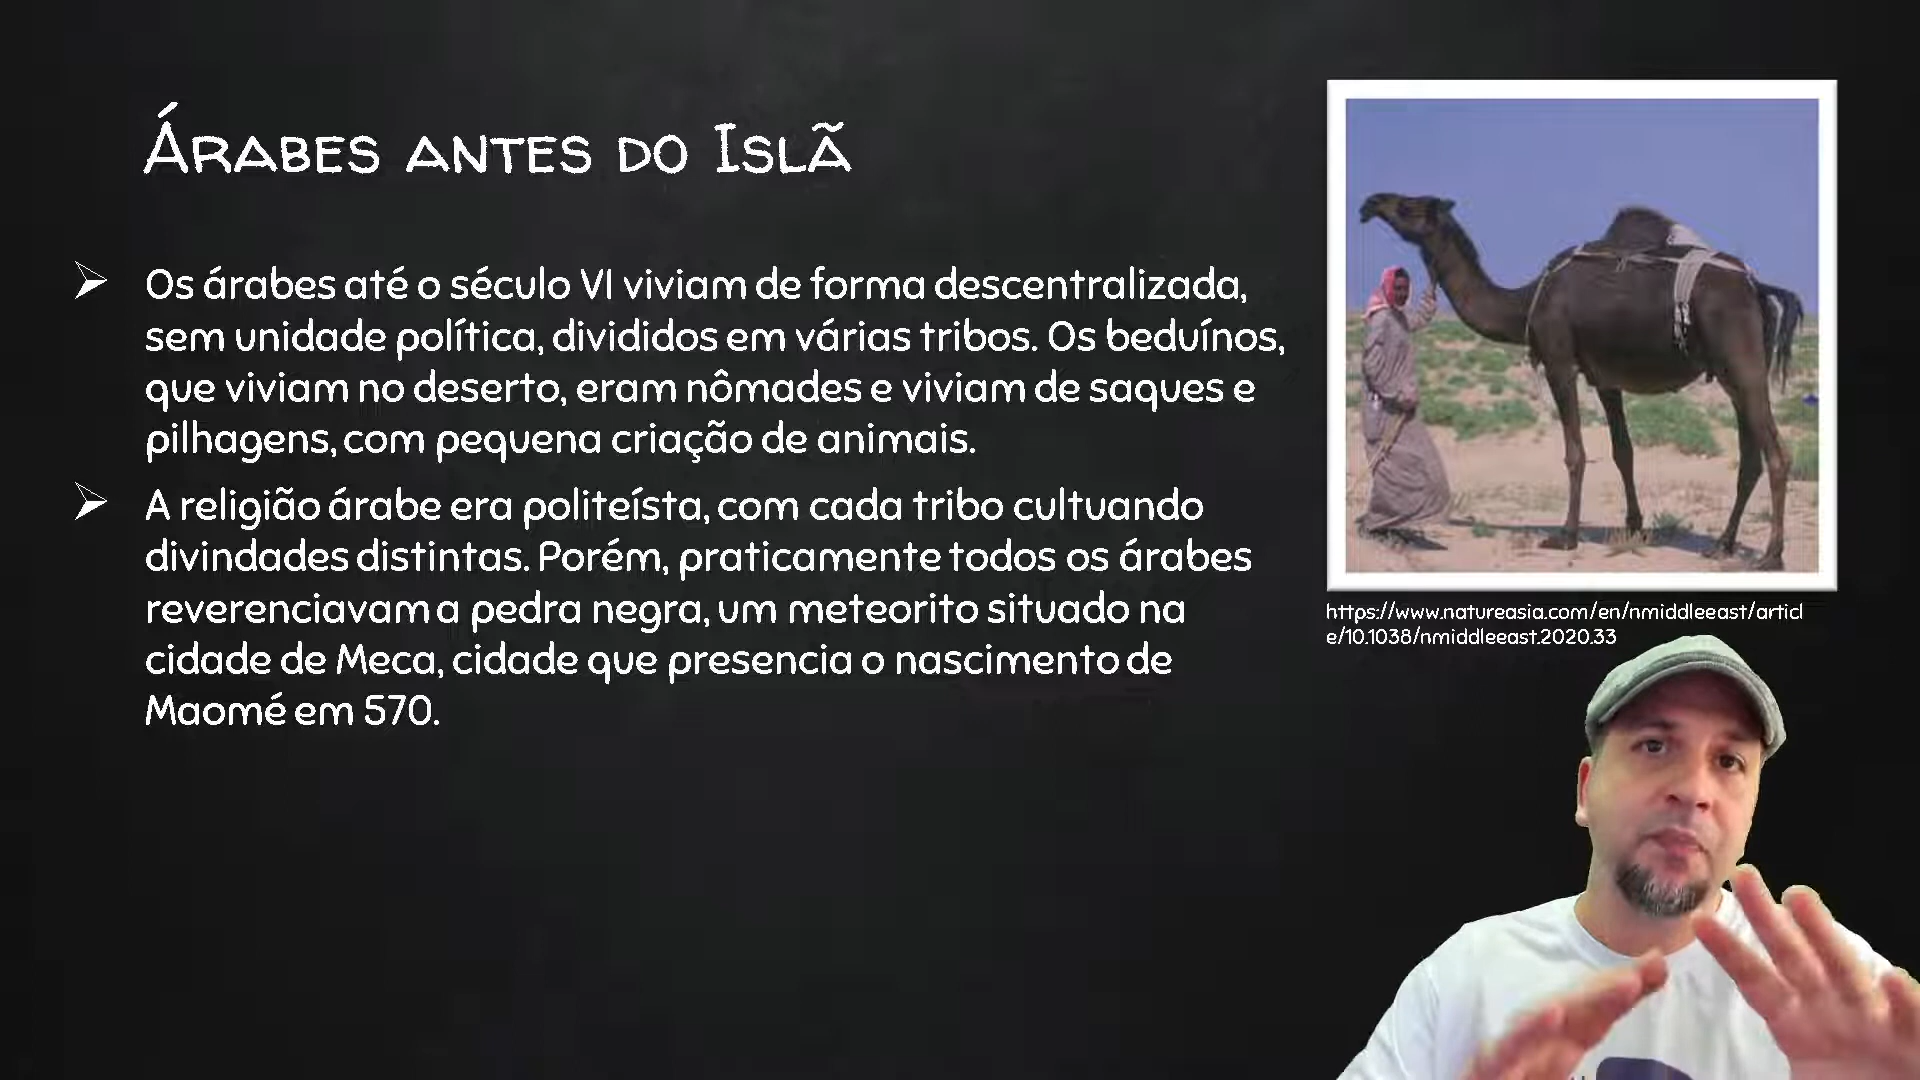 Árabes antes do Islã
Os árabes até o século VI viviam de forma descentralizada,
sem unidade política, divididos em várias tribos. Os beduínos,
que viviam no deserto, eram nômades e viviam de saques e
pilhagens, com pequena criação de animais.
A religião árabe era politeísta, com cada tribo cultuando
divindades distintas. Porém, praticamente todos os árabes
reverenciavam a pedra negra, um meteorito situado na
cidade de Meca, cidade que presencia o nascimento de
Maomé em 570.
https://www.natureasia.com/en/nmiddleeast/articl
e/10.1038/nmiddleeast.2020.33